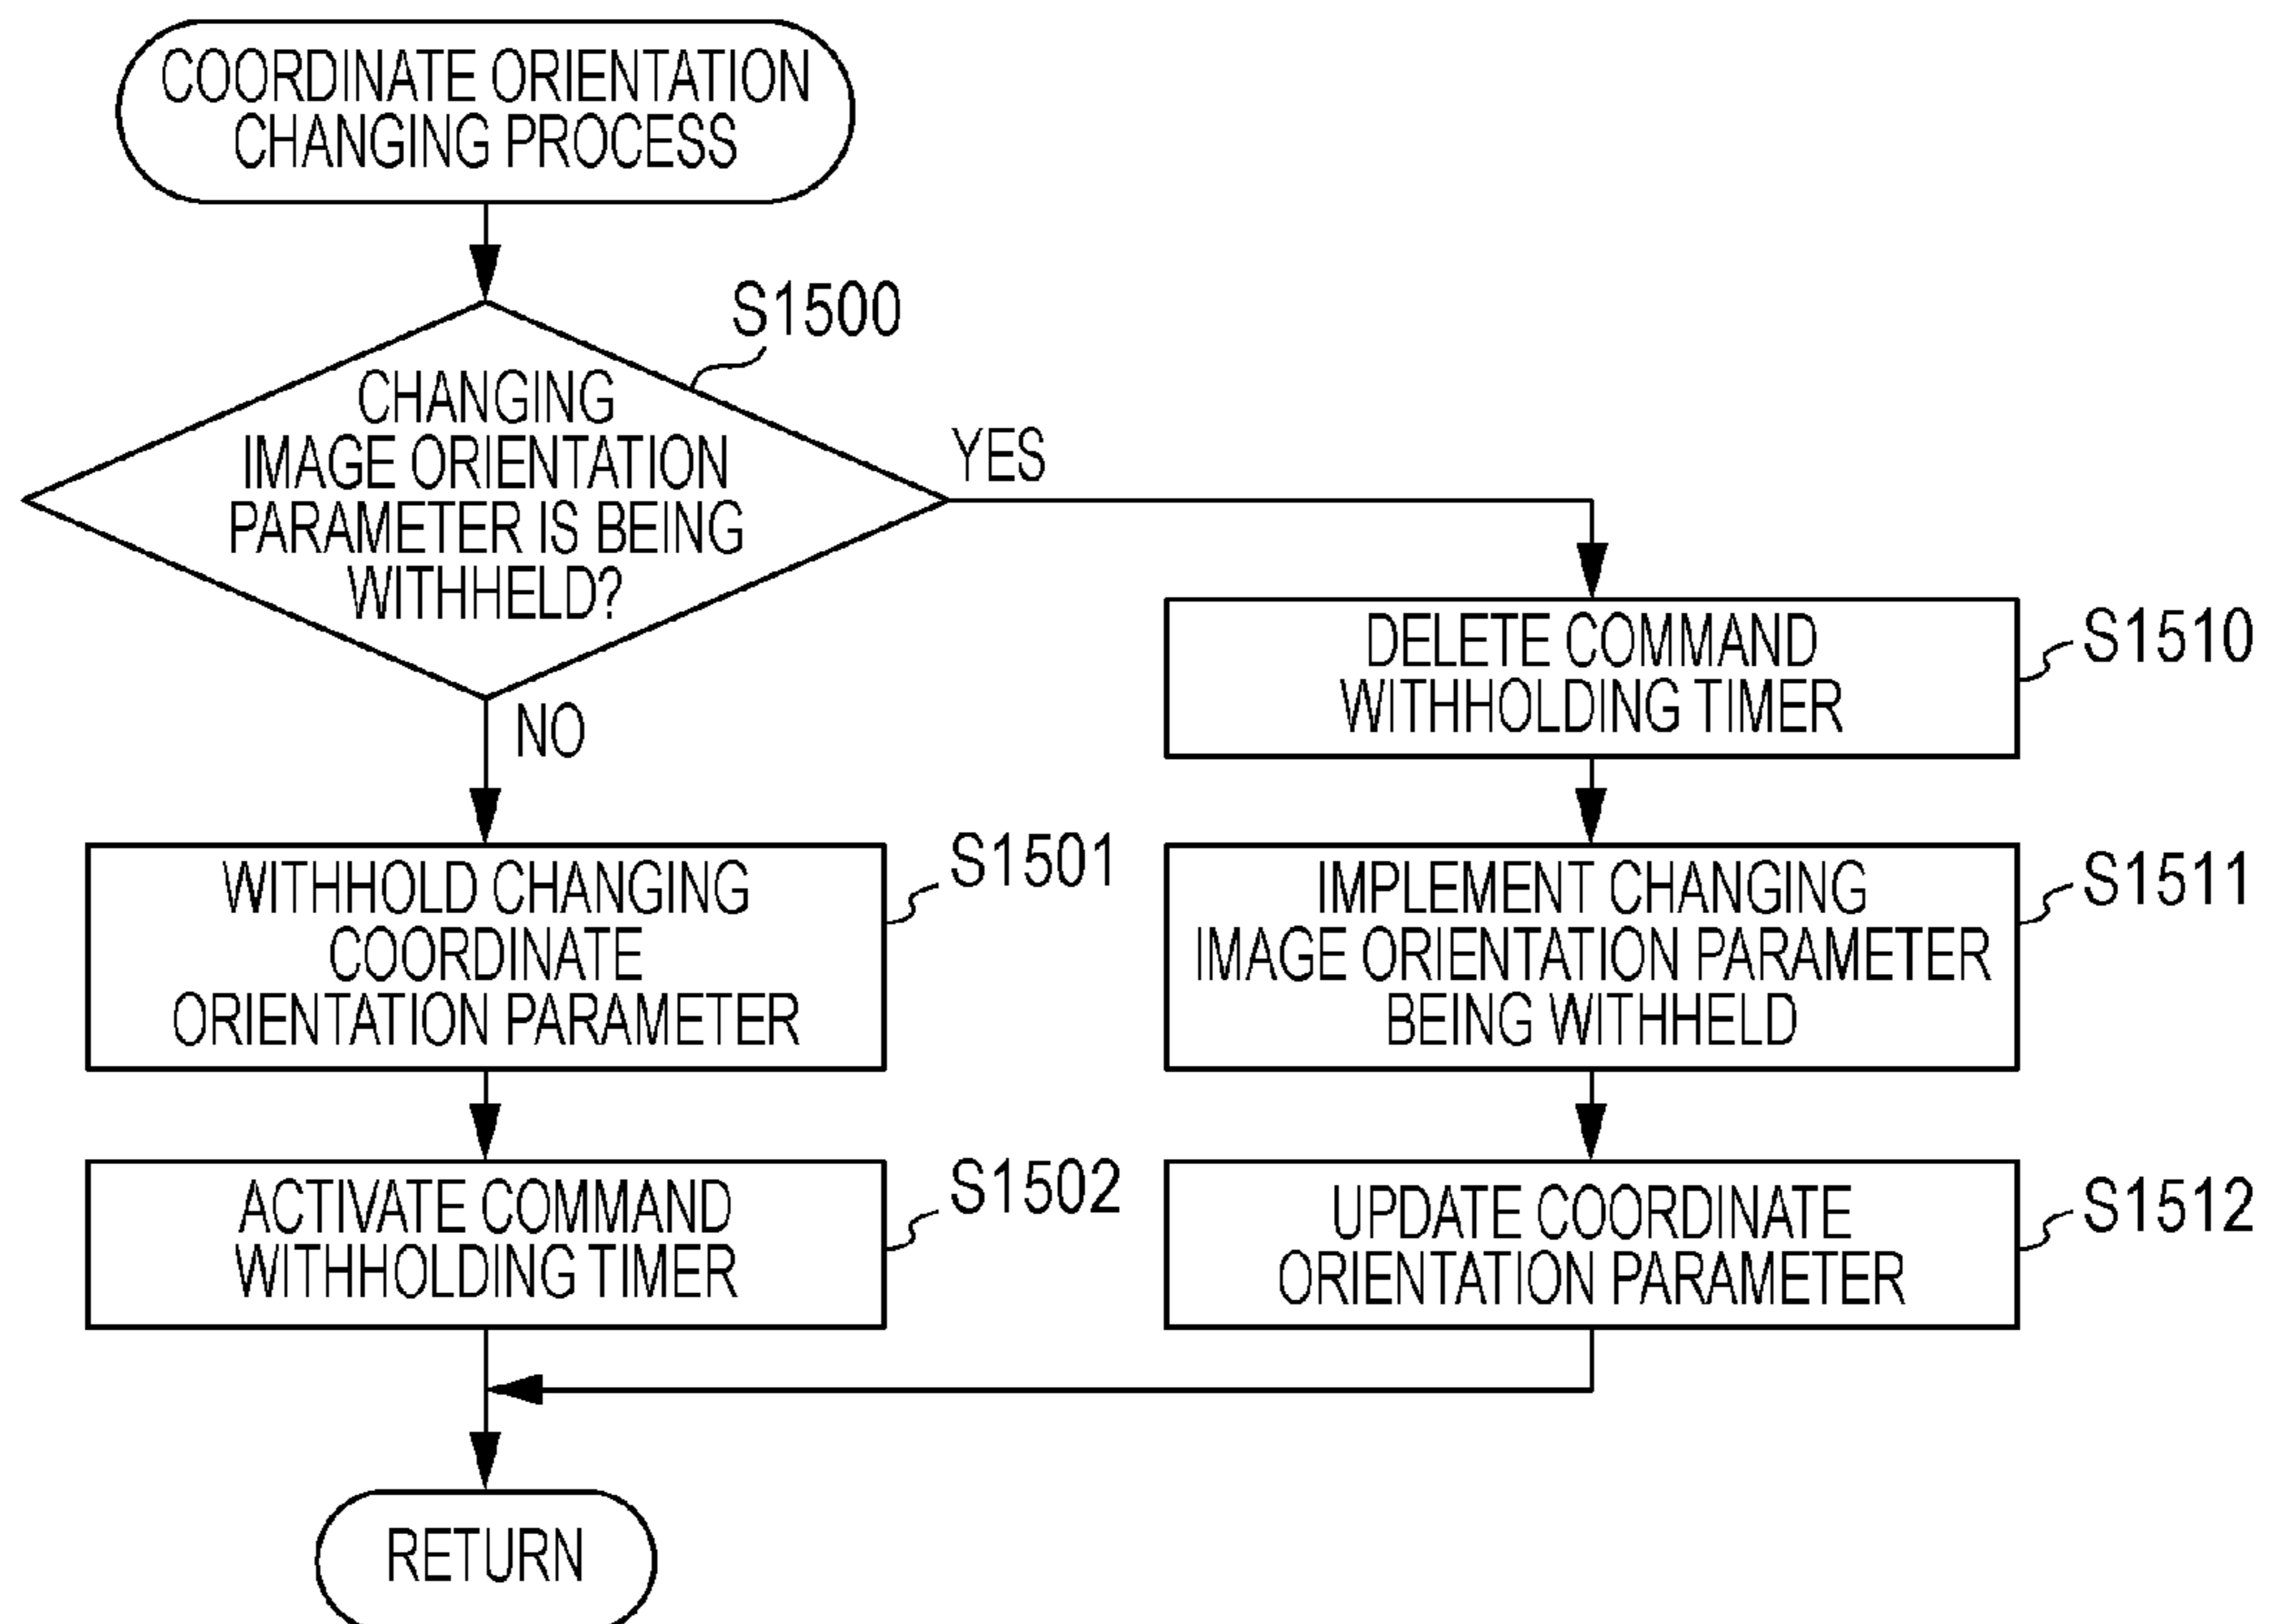 COORDINATE ORIENTATION
CHANGING PROCESS
S1500
CHANGING
IMAGE ORIENTATION
PARAMETER IS BEING
WITHHELD?
YES
NO
DELETE COMMAND
WITHHOLDING TIMER
S1510
WITHHOLD CHANGING
COORDINATE
ORIENTATION PARAMETER
S1501
IMPLEMENT CHANGING
IMAGE ORIENTATION PARAMETER
BEING WITHHELD
S1511
ACTIVATE COMMAND
WITHHOLDING TIMER
S1502
UPDATE COORDINATE
ORIENTATION PARAMETER
S1512
RETURN